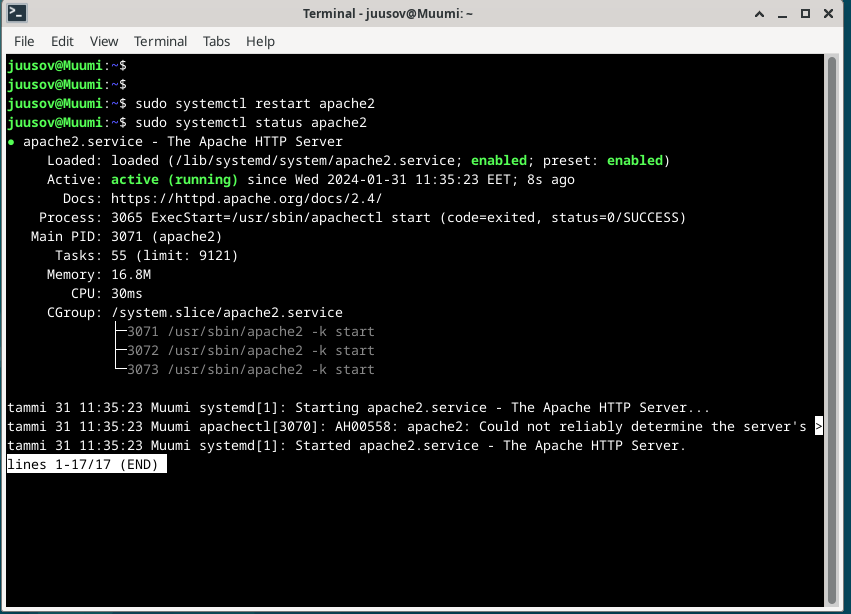 Terminal - juusov@Muumi: ~
File Edit View Terminal Tabs Help
juusov@Muumi:~$
juusov@Muumi:~$
juusov@Muumi:~$ sudo systemctl restart apache2
juusov@Muumi:~$ sudo systemctl status apache2
● apache2.service - The Apache HTTP Server
     Loaded: loaded (/lib/systemd/system/apache2.service; enabled; preset: enabled)
     Active: active (running) since Wed 2024-01-31 11:35:23 EET; 8s ago
       Docs: https://httpd.apache.org/docs/2.4/
    Process: 3065 ExecStart=/usr/sbin/apachectl start (code=exited, status=0/SUCCESS)
   Main PID: 3071 (apache2)
      Tasks: 55 (limit: 9121)
     Memory: 16.8M
        CPU: 30ms
     CGroup: /system.slice/apache2.service
             ├─3071 /usr/sbin/apache2 -k start
             ├─3072 /usr/sbin/apache2 -k start
             └─3073 /usr/sbin/apache2 -k start
tammi 31 11:35:23 Muumi systemd[1]: Starting apache2.service - The Apache HTTP Server...
tammi 31 11:35:23 Muumi apachectl[3070]: AH00558: apache2: Could not reliably determine the server's >
tammi 31 11:35:23 Muumi systemd[1]: Started apache2.service - The Apache HTTP Server.
lines 1-17/17 (END)